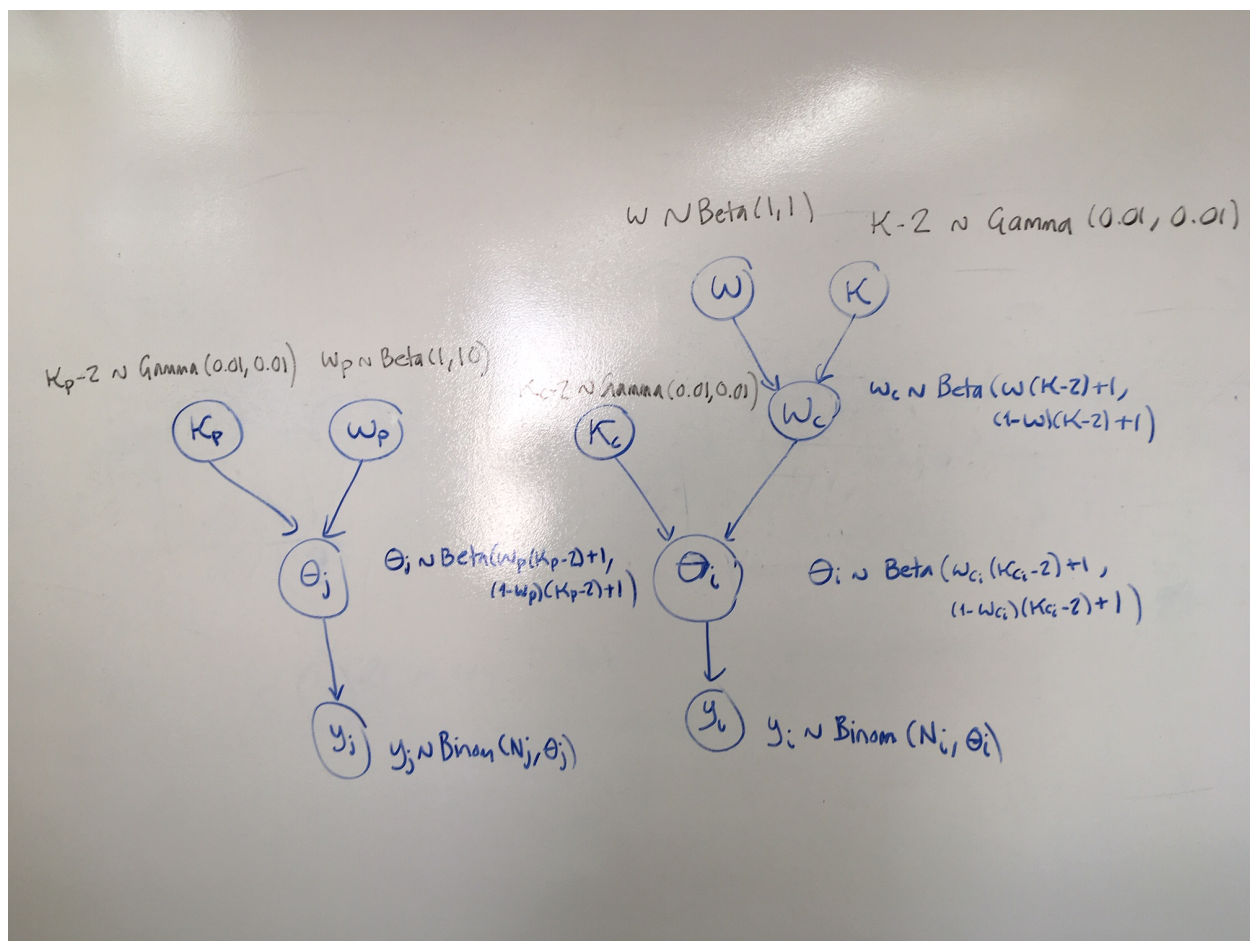 ω ~ Beta(1,1)
K-2 ~ Gamma (0.01, 0.01)
ω
K
Kp-2 ~ Gamma(0.01,0.01)
ωp ~ Beta(1,10)
Kc-2 ~ Gamma(0.01,0.01)
Kp
ωp
Kc
ωc
ωc ~ Beta(ω(K-2)+1,
(1-ω)(K-2)+1)
θj
θj ~ Beta(ωp(Kp-2)+1,
(1-ωp)(Kp-2)+1)
θi
θi ~ Beta(ωci(Kci-2)+1,
(1-ωci)(Kci-2)+1)
yj
yj ~ Binom(Nj,θj)
yi
yi ~ Binom (Ni,θi)